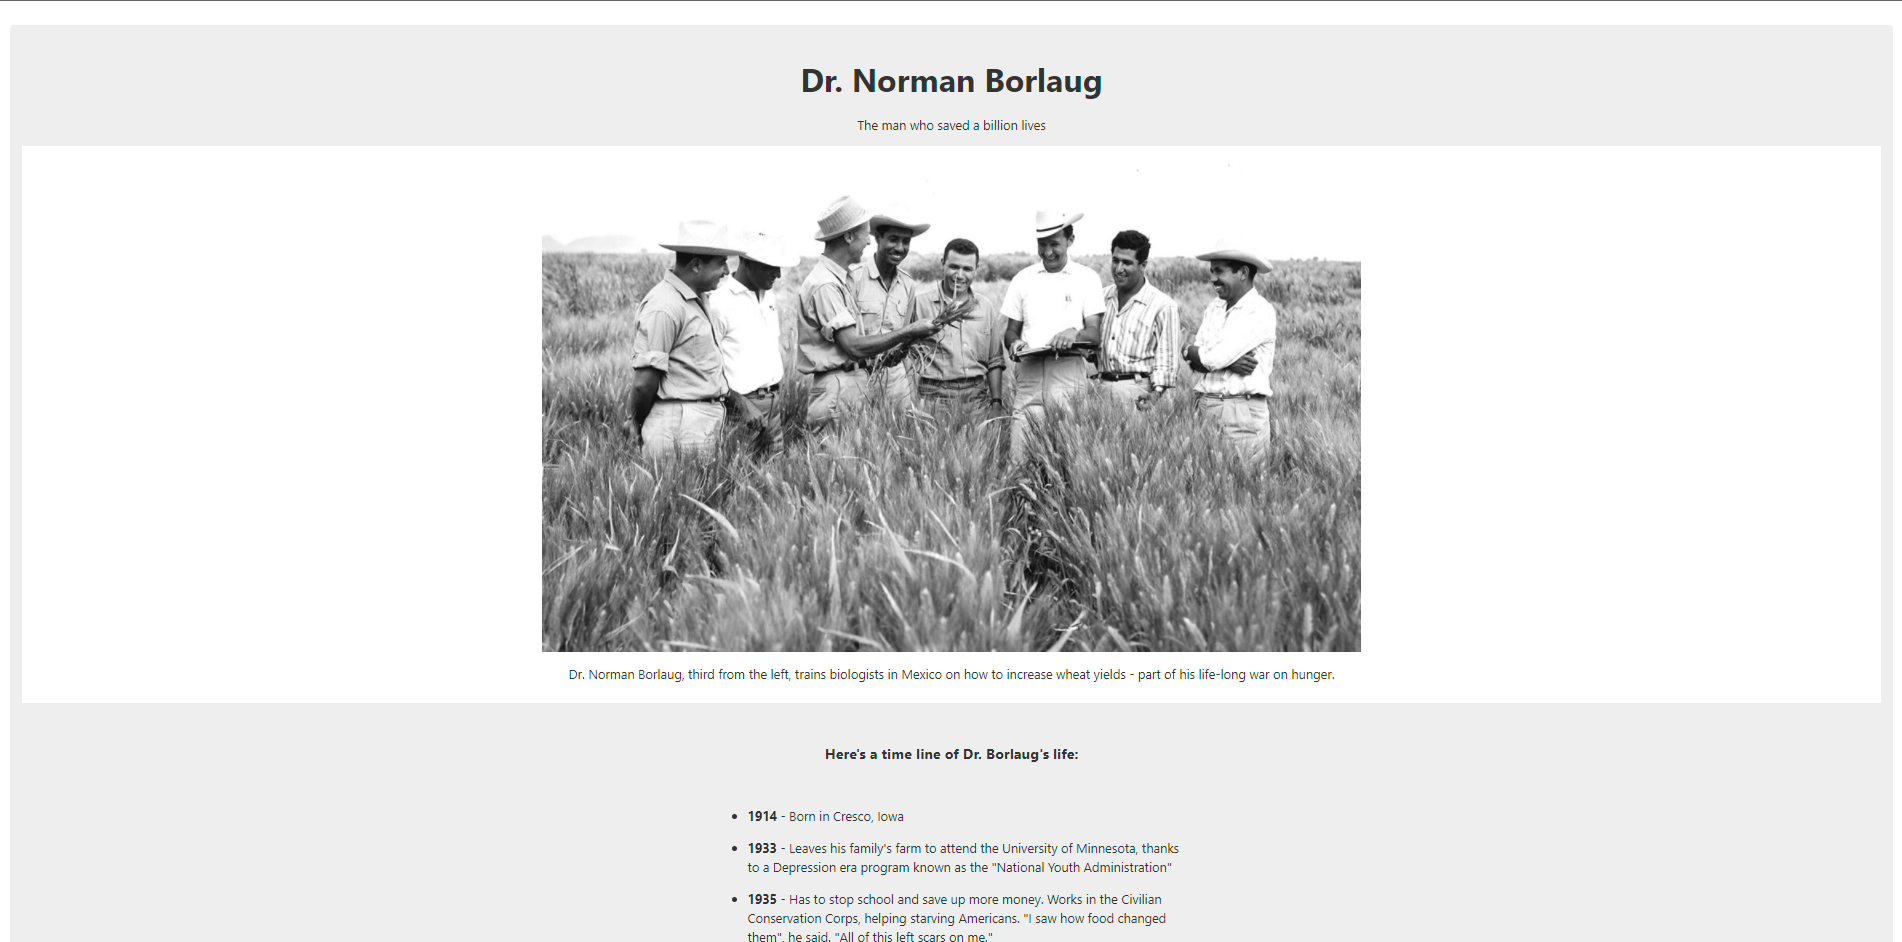 Dr. Norman Borlaug
The man who saved a billion lives
Dr. Norman Borlaug, third from the left, trains biologists in Mexico on how to increase wheat yields - part of his life-long war on hunger.
Here's a time line of Dr. Borlaug's life:
1914 - Born in Cresco, Iowa
1933 - Leaves his family's farm to attend the University of Minnesota, thanks
to a Depression era program known as the "National Youth Administration"
1935 - Has to stop school and save up more money. Works in the Civilian
Conservation Corps, helping starving Americans. "I saw how food changed
them", he said. "All of this left scars on me."